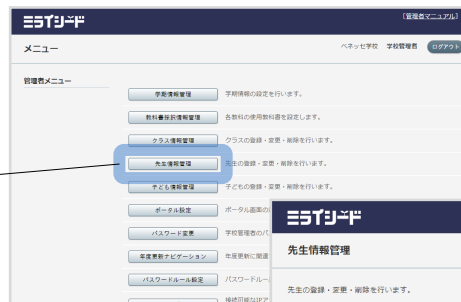 ミライシード
[管理者マニュアル]
メニュー
ベネッセ学校 学校管理者 ログアウト
管理者メニュー
学期情報管理 学期情報の設定を行います。
教科書採択情報管理 各教科の使用教科書を設定します。
クラス情報管理 クラスの登録・変更・削除を行います。
先生情報管理 先生の登録・変更・削除を行います。
子ども情報管理 子どもの登録・変更・削除を行います。
ポータル設定 ポータル画面の
パスワード変更 学校管理者のパ
年度更新ナビゲーション 年度更新に関連
パスワードルール設定 パスワードルー
接続可能なIPア
ミライシード
先生情報管理
先生の登録・変更・削除を行います。